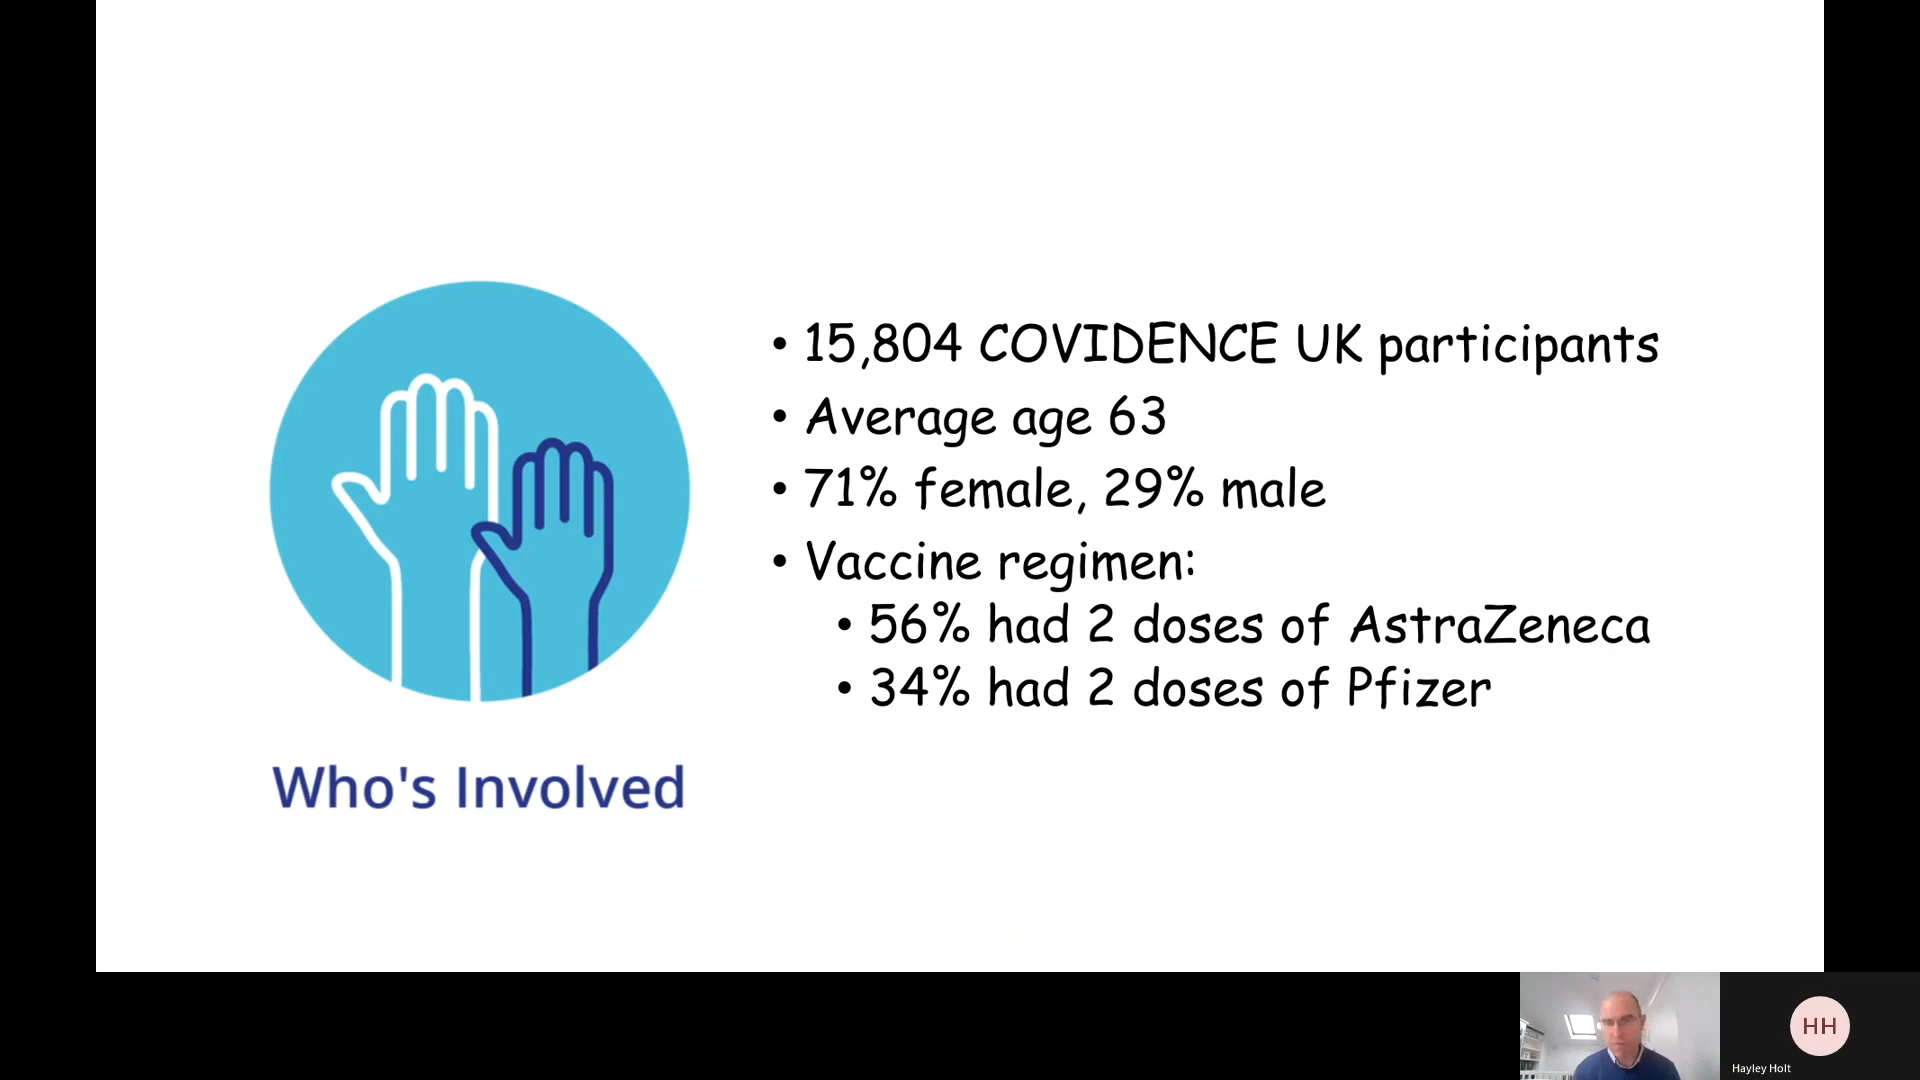 • 15,804 COVIDENCE UK participants
• Average age 63
• 71% female, 29% male
• Vaccine regimen:
• 56% had 2 doses of AstraZeneca
• 34% had 2 doses of Pfizer
Who's Involved
HH
Hayley Holt